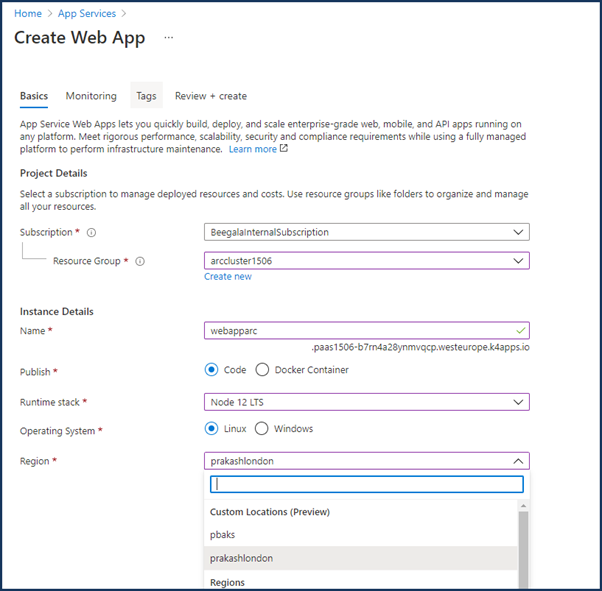 Home > App Services >
Create Web App ...
Basics Monitoring Tags Review + create
App Service Web Apps lets you quickly build, deploy, and scale enterprise-grade web, mobile, and API apps running on
any platform. Meet rigorous performance, scalability, security and compliance requirements while using a fully managed
platform to perform infrastructure maintenance. Learn more
Project Details
Select a subscription to manage deployed resources and costs. Use resource groups like folders to organize and manage
all your resources.
Subscription * BeegalaInternalSubscription
Resource Group * arccluster1506
Create new
Instance Details
Name * webapparc
.paas1506-b7rn4a28ynmvqcp.westeurope.k4apps.io
Publish * Code Docker Container
Runtime stack * Node 12 LTS
Operating System * Linux Windows
Region * prakashlondon
Custom Locations (Preview)
pbaks
prakashlondon
Regions